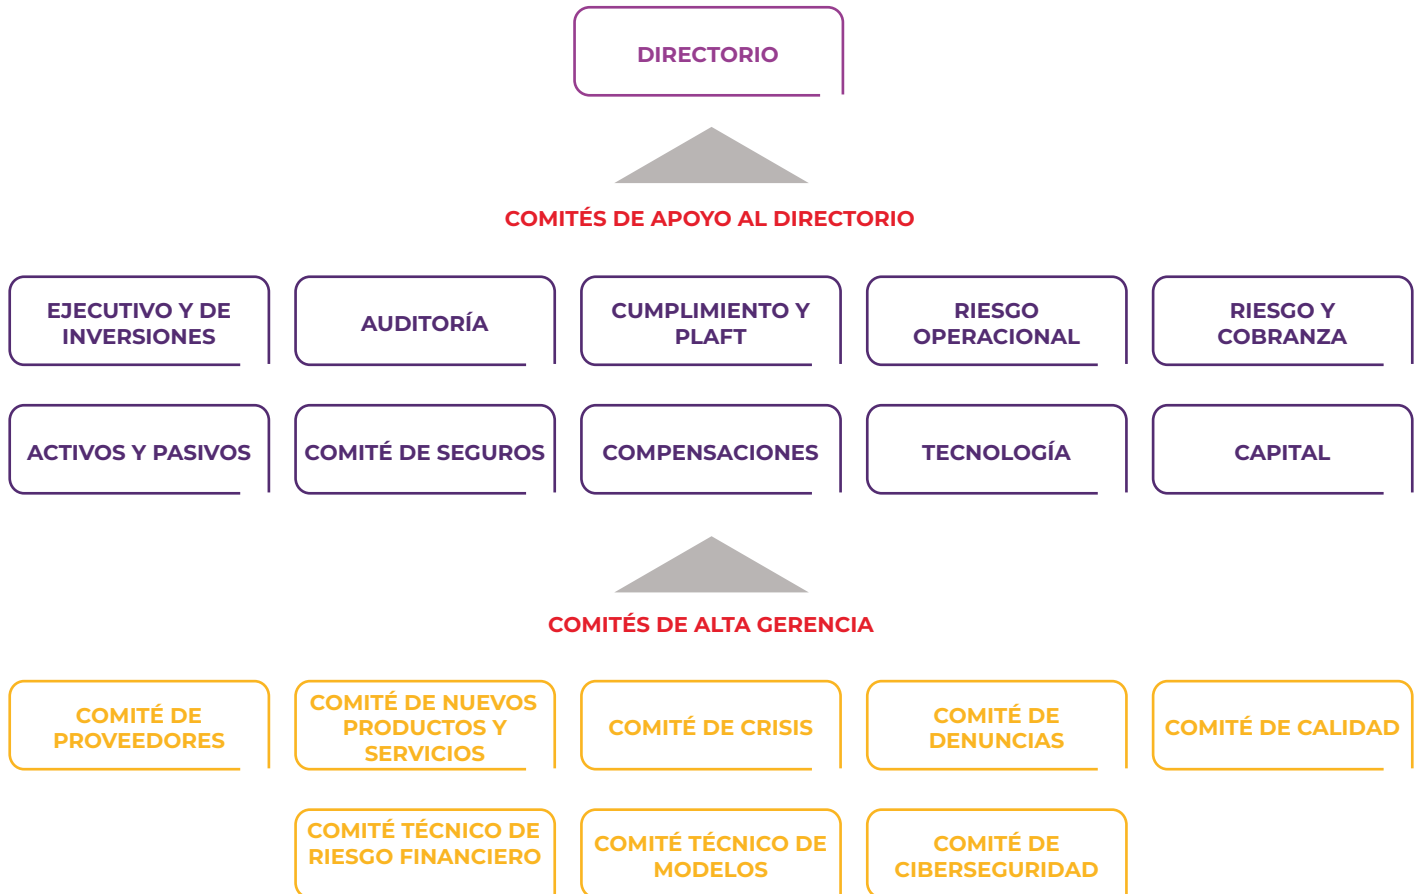 DIRECTORIO
COMITÉS DE APOYO AL DIRECTORIO
EJECUTIVO Y DE
INVERSIONES
AUDITORÍA
CUMPLIMIENTO Y
PLAFT
RIESGO
OPERACIONAL
RIESGO Y
COBRANZA
ACTIVOS Y PASIVOS
COMITÉ DE SEGUROS
COMPENSACIONES
TECNOLOGÍA
CAPITAL
COMITÉS DE ALTA GERENCIA
COMITÉ DE
PROVEEDORES
COMITÉ DE NUEVOS
PRODUCTOS Y
SERVICIOS
COMITÉ DE CRISIS
COMITÉ DE
DENUNCIAS
COMITÉ DE CALIDAD
COMITÉ TÉCNICO DE
RIESGO FINANCIERO
COMITÉ TÉCNICO DE
MODELOS
COMITÉ DE
CIBERSEGURIDAD